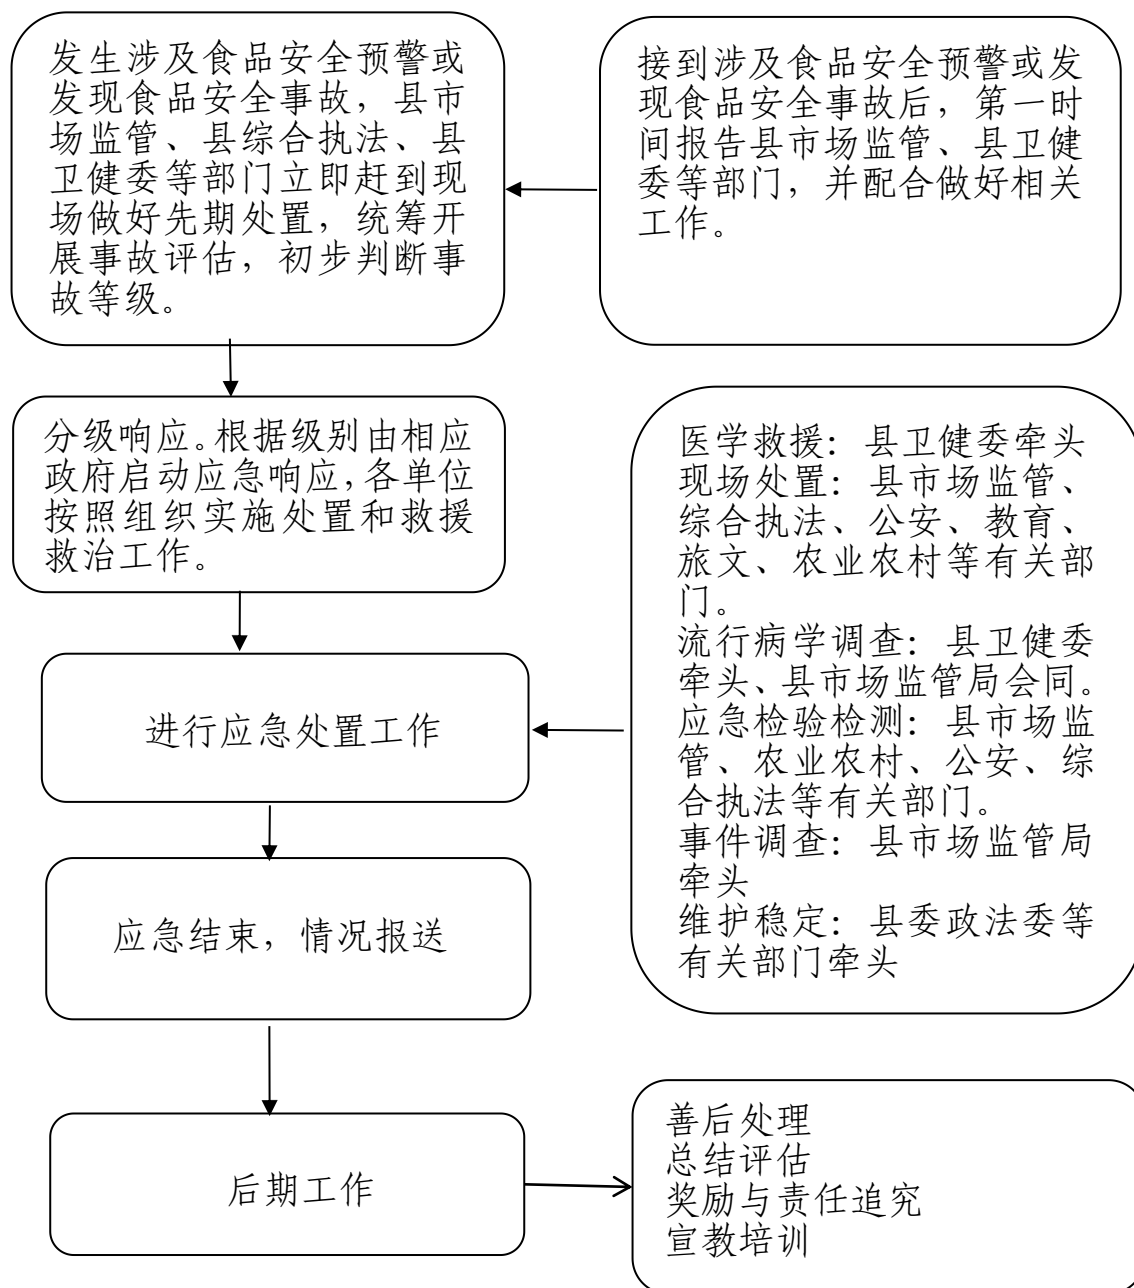 发生涉及食品安全预警或
发现食品安全事故，县市
场监管、县综合执法、县
卫健委等部门立即赶到现
场做好先期处置，统筹开
展事故评估，初步判断事
故等级。
接到涉及食品安全预警或发
现食品安全事故后，第一时
间报告县市场监管、县卫健
委等部门，并配合做好相关
工作。
分级响应。根据级别由相应
政府启动应急响应，各单位
按照组织实施处置和救援
救治工作。
医学救援：县卫健委牵头
现场处置：县市场监管、
综合执法、公安、教育、
旅文、农业农村等有关部
门。
流行病学调查：县卫健委
牵头、县市场监管局会同。
应急检验检测：县市场监
管、农业农村、公安、综
合执法等有关部门。
事件调查：县市场监管局
牵头
维护稳定：县委政法委等
有关部门牵头
进行应急处置工作
应急结束，情况报送
后期工作
善后处理
总结评估
奖励与责任追究
宣教培训